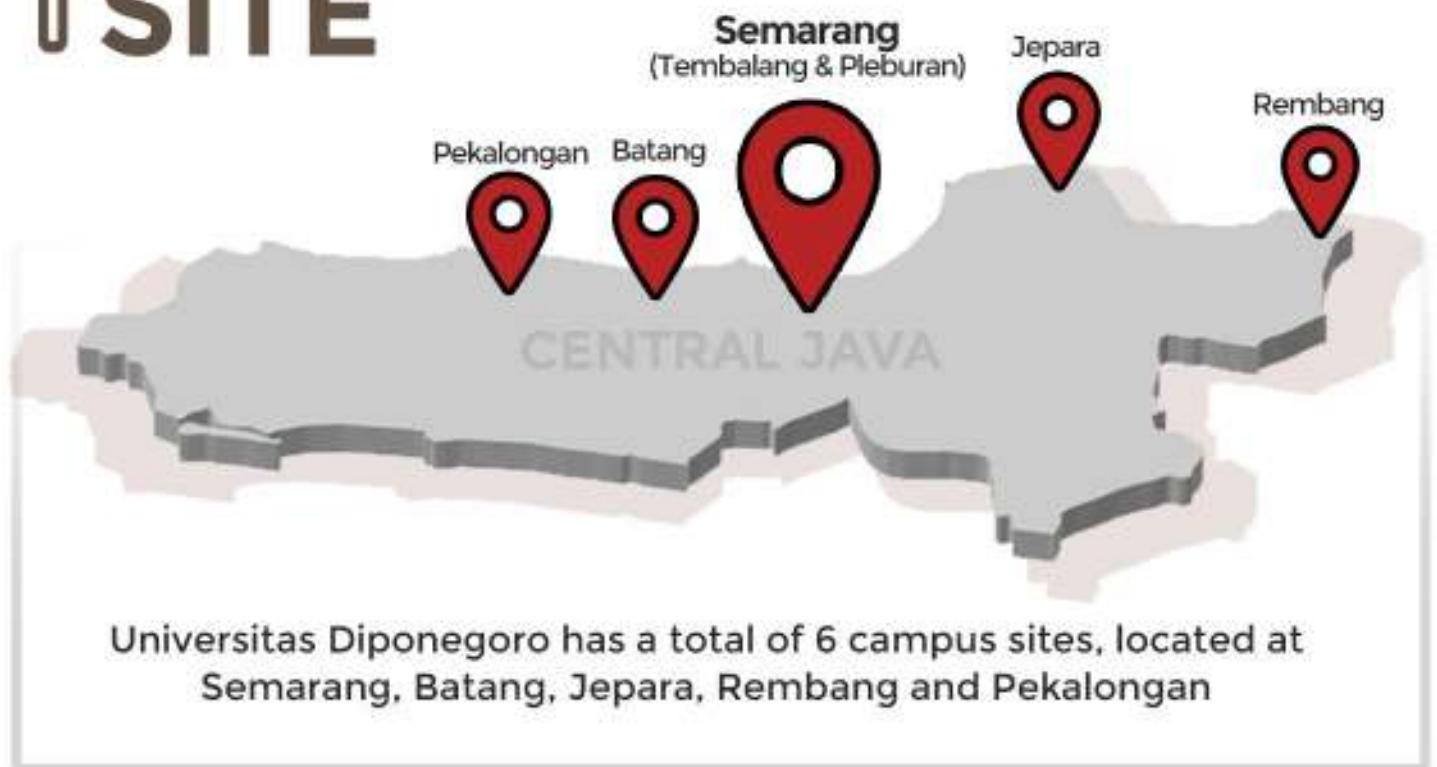 SITE
Semarang
(Tembalang & Pleburan)
Jepara
Rembang
Pekalongan
Batang
CENTRAL JAVA
Universitas Diponegoro has a total of 6 campus sites, located at
Semarang, Batang, Jepara, Rembang and Pekalongan